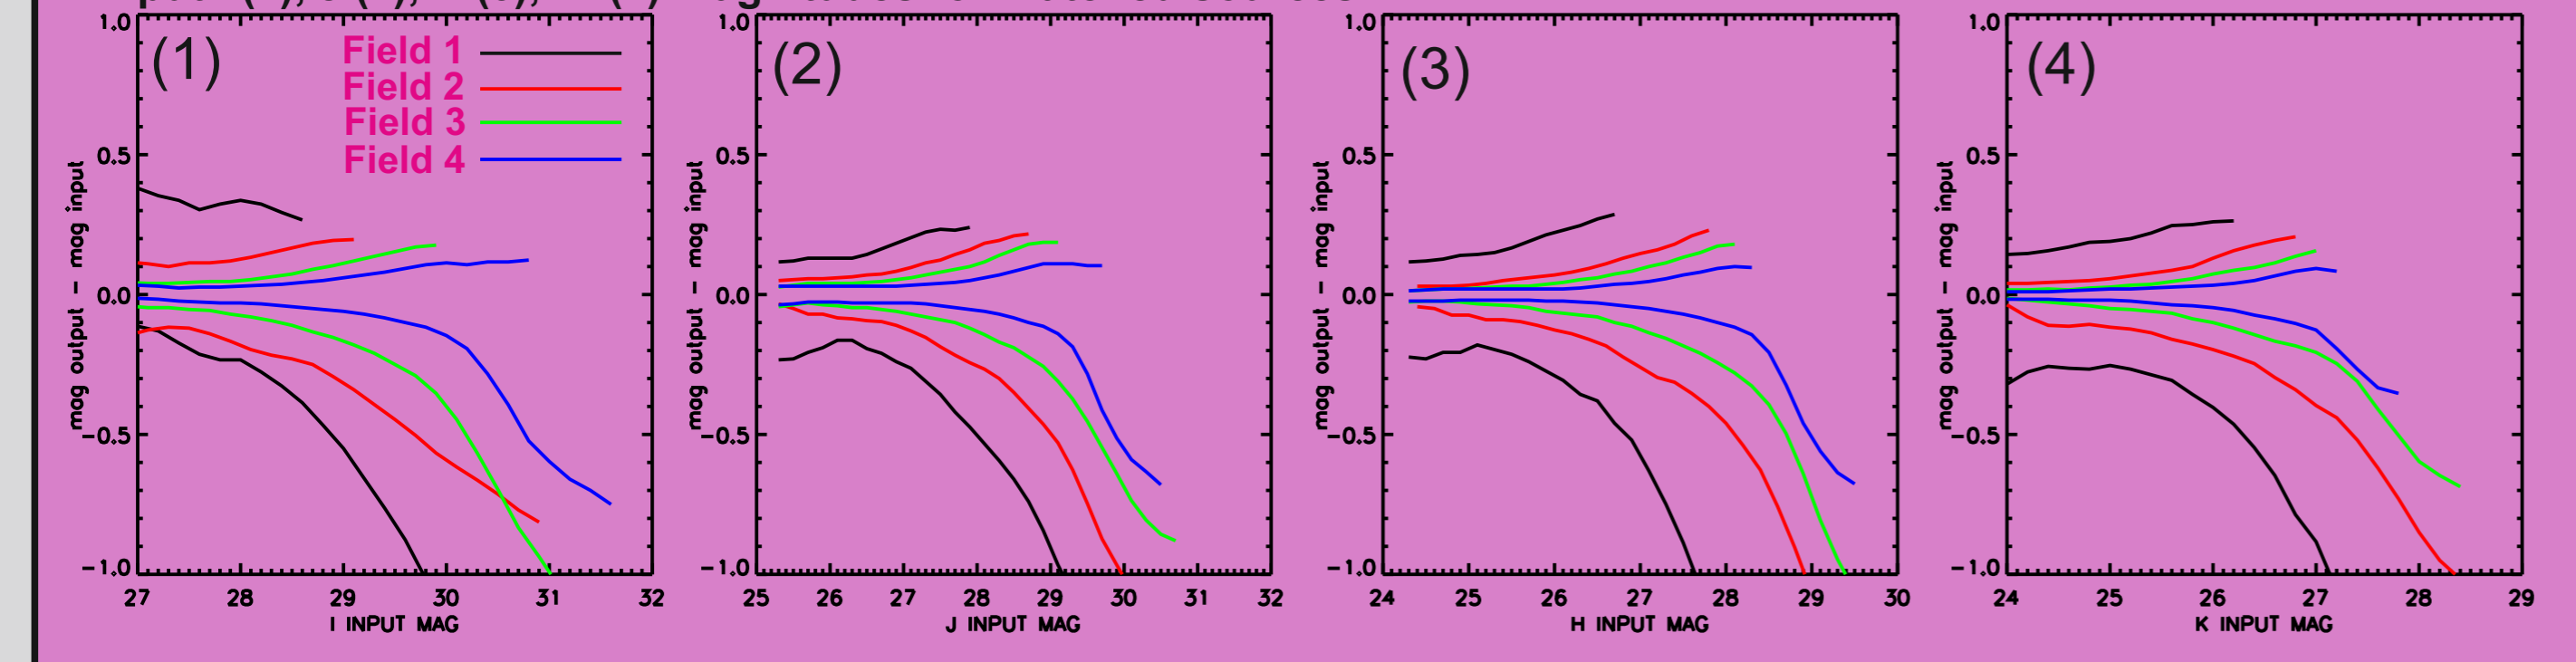 (1)
Field 1
Field 2
Field 3
Field 4
1.0
0.5
0.0
−0.5
−1.0
mag output − mag input
27 28 29 30 31 32
I INPUT MAG
(2)
1.0
0.5
0.0
−0.5
−1.0
mag output − mag input
25 26 27 28 29 30 31 32
J INPUT MAG
(3)
1.0
0.5
0.0
−0.5
−1.0
mag output − mag input
24 25 26 27 28 29 30
H INPUT MAG
(4)
1.0
0.5
0.0
−0.5
−1.0
mag output − mag input
24 25 26 27 28 29
K INPUT MAG